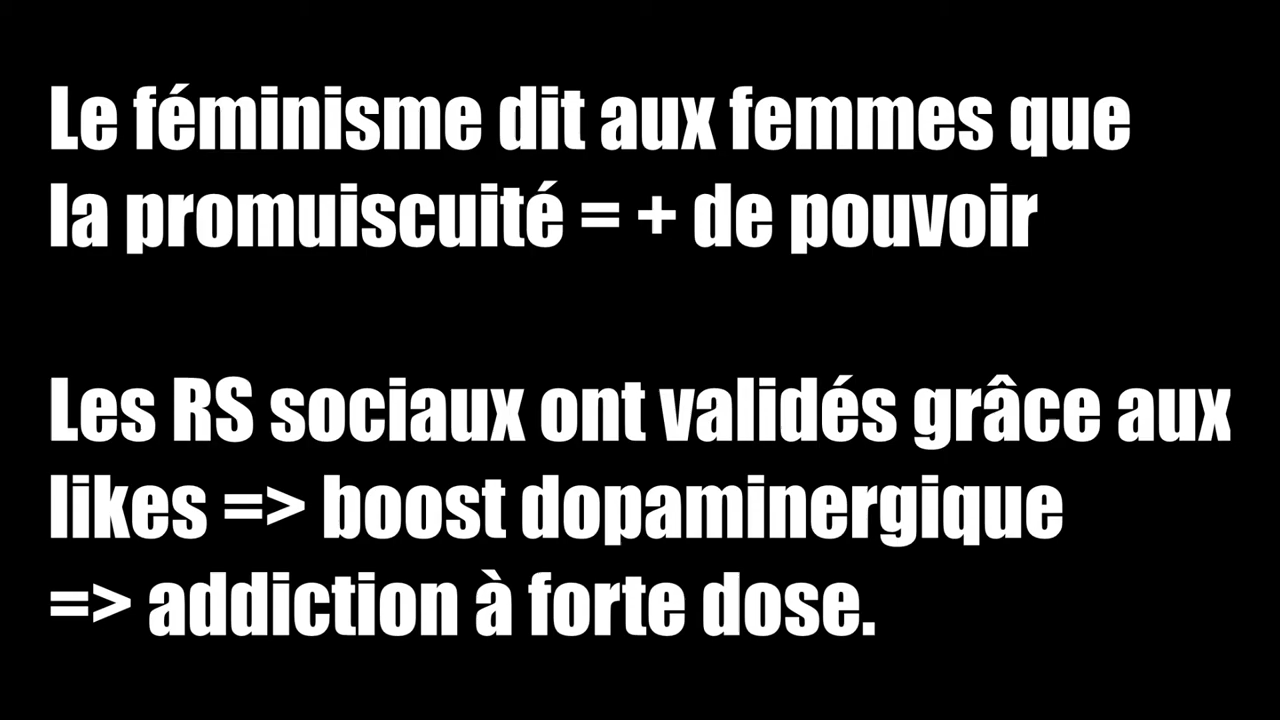 Le féminisme dit aux femmes que
la promuiscuité = + de pouvoir
Les RS sociaux ont validés grâce aux
likes => boost dopaminergique
=> addiction à forte dose.